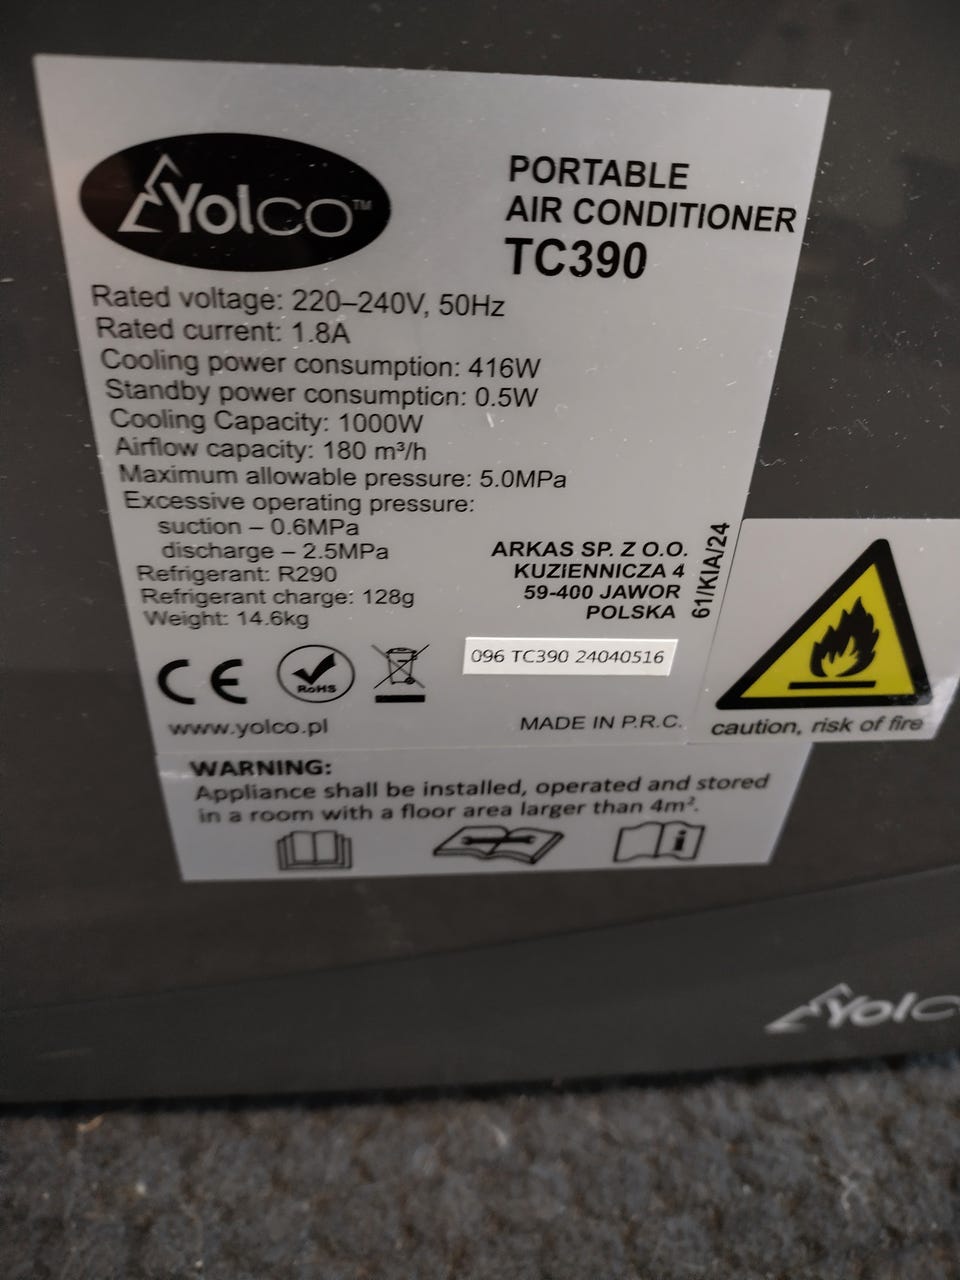 Yolco™
PORTABLE
AIR CONDITIONER
TC390
Rated voltage: 220–240V, 50Hz
Rated current: 1.8A
Cooling power consumption: 416W
Standby power consumption: 0.5W
Cooling Capacity: 1000W
Airflow capacity: 180 m³/h
Maximum allowable pressure: 5.0MPa
Excessive operating pressure:
suction – 0.6MPa
discharge – 2.5MPa
Refrigerant: R290
Refrigerant charge: 128g
Weight: 14.6kg
ARKAS SP. Z O.O.
KUZIENNICZA 4
59-400 JAWOR
POLSKA
61/KIA/24
096 TC390 24040516
CE
RoHS
www.yolco.pl
MADE IN P.R.C.
caution, risk of fire
WARNING:
Appliance shall be installed, operated and stored
in a room with a floor area larger than 4m².
Yolco